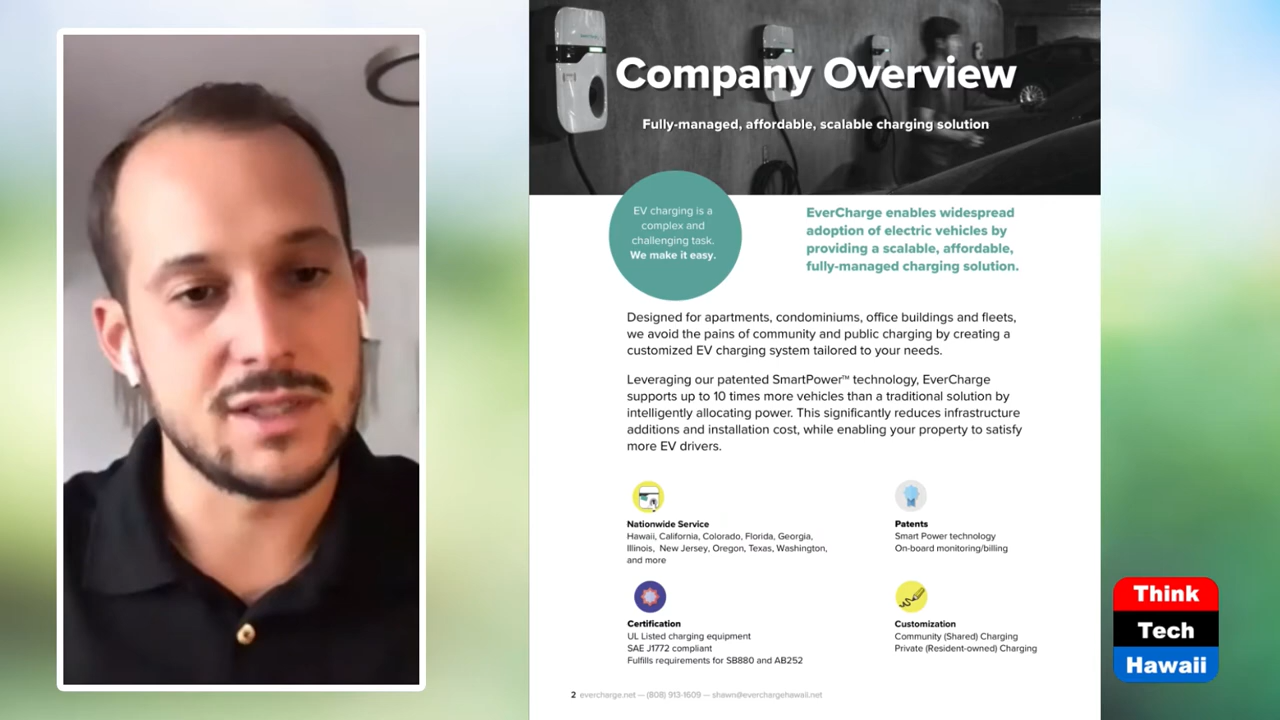 Company Overview
Fully-managed, affordable, scalable charging solution
EV charging is a
complex and
challenging task.
We make it easy.
EverCharge enables widespread
adoption of electric vehicles by
providing a scalable, affordable,
fully-managed charging solution.
Designed for apartments, condominiums, office buildings and fleets,
we avoid the pains of community and public charging by creating a
customized EV charging system tailored to your needs.
Leveraging our patented SmartPower™ technology, EverCharge
supports up to 10 times more vehicles than a traditional solution by
intelligently allocating power. This significantly reduces infrastructure
additions and installation cost, while enabling your property to satisfy
more EV drivers.
Nationwide Service
Hawaii, California, Colorado, Florida, Georgia,
Illinois, New Jersey, Oregon, Texas, Washington,
and more
Patents
Smart Power technology
On-board monitoring/billing
Certification
UL Listed charging equipment
SAE J1772 compliant
Fulfills requirements for SB880 and AB252
Customization
Community (Shared) Charging
Private (Resident-owned) Charging
2 evercharge.net — (808) 913-1609 — shawn@everchargehawaii.net
Think
Tech
Hawaii